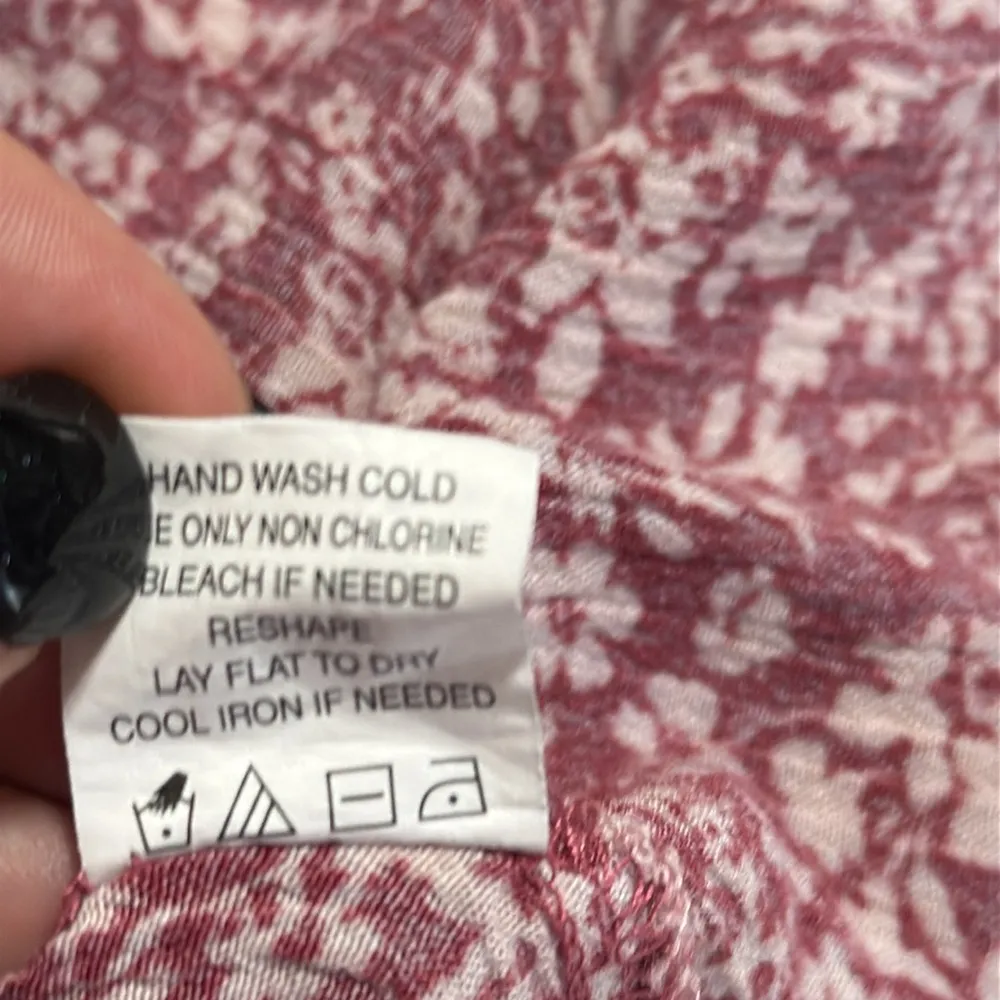 HAND WASH COLD
ONLY NON CHLORINE
BLEACH IF NEEDED
RESHAPE
LAY FLAT TO DRY
COOL IRON IF NEEDED